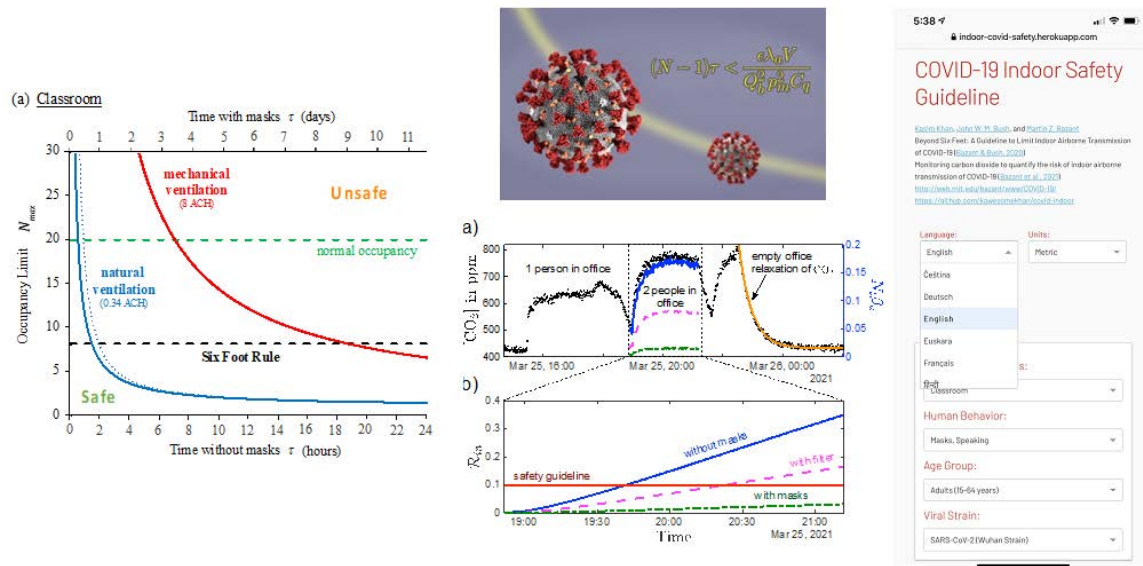 (a) Classroom
Time with masks τ (days)
0 1 2 3 4 5 6 7 8 9 10 11
Occupancy Limit N_max
30
25
20
15
10
5
0
mechanical
ventilation
(8 ACH)
Unsafe
normal occupancy
natural
ventilation
(0.34 ACH)
Six Foot Rule
Safe
0 2 4 6 8 10 12 14 16 18 20 22 24
Time without masks τ (hours)
(N − 1)τ <
a)
[CO₂] in ppm
800
700
600
500
400
0.2
0.15
0.1
0.05
0
1 person in office
2 people in
office
empty office
relaxation of CO₂
Mar 25, 16:00 Mar 25, 20:00 Mar 26, 00:00
2021
b)
0.4
0.3
0.2
0.1
0
without masks
with filter
safety guideline
with masks
19:00 19:30 20:00 20:30 21:00
Time
Mar 25, 2021
5:38
indoor-covid-safety.herokuapp.com
COVID-19 Indoor Safety
Guideline
Kasim Khan, John W. M. Bush, and Martin Z. Bazant
Beyond Six Feet: A Guideline to Limit Indoor Airborne Transmission
of COVID-19 (Bazant & Bush, 2020)
Monitoring carbon dioxide to quantify the risk of indoor airborne
transmission of COVID-19 (Bazant et al., 2021)
http://web.mit.edu/bazant/www/COVID-19/
https://github.com/kawesomekhan/covid-indoor
Language: Units:
English Metric
Čeština
Deutsch
English
Euskara
Français
हिन्दी
s:
Classroom
Human Behavior:
Masks, Speaking
Age Group:
Adults (15-64 years)
Viral Strain:
SARS-CoV-2 (Wuhan Strain)